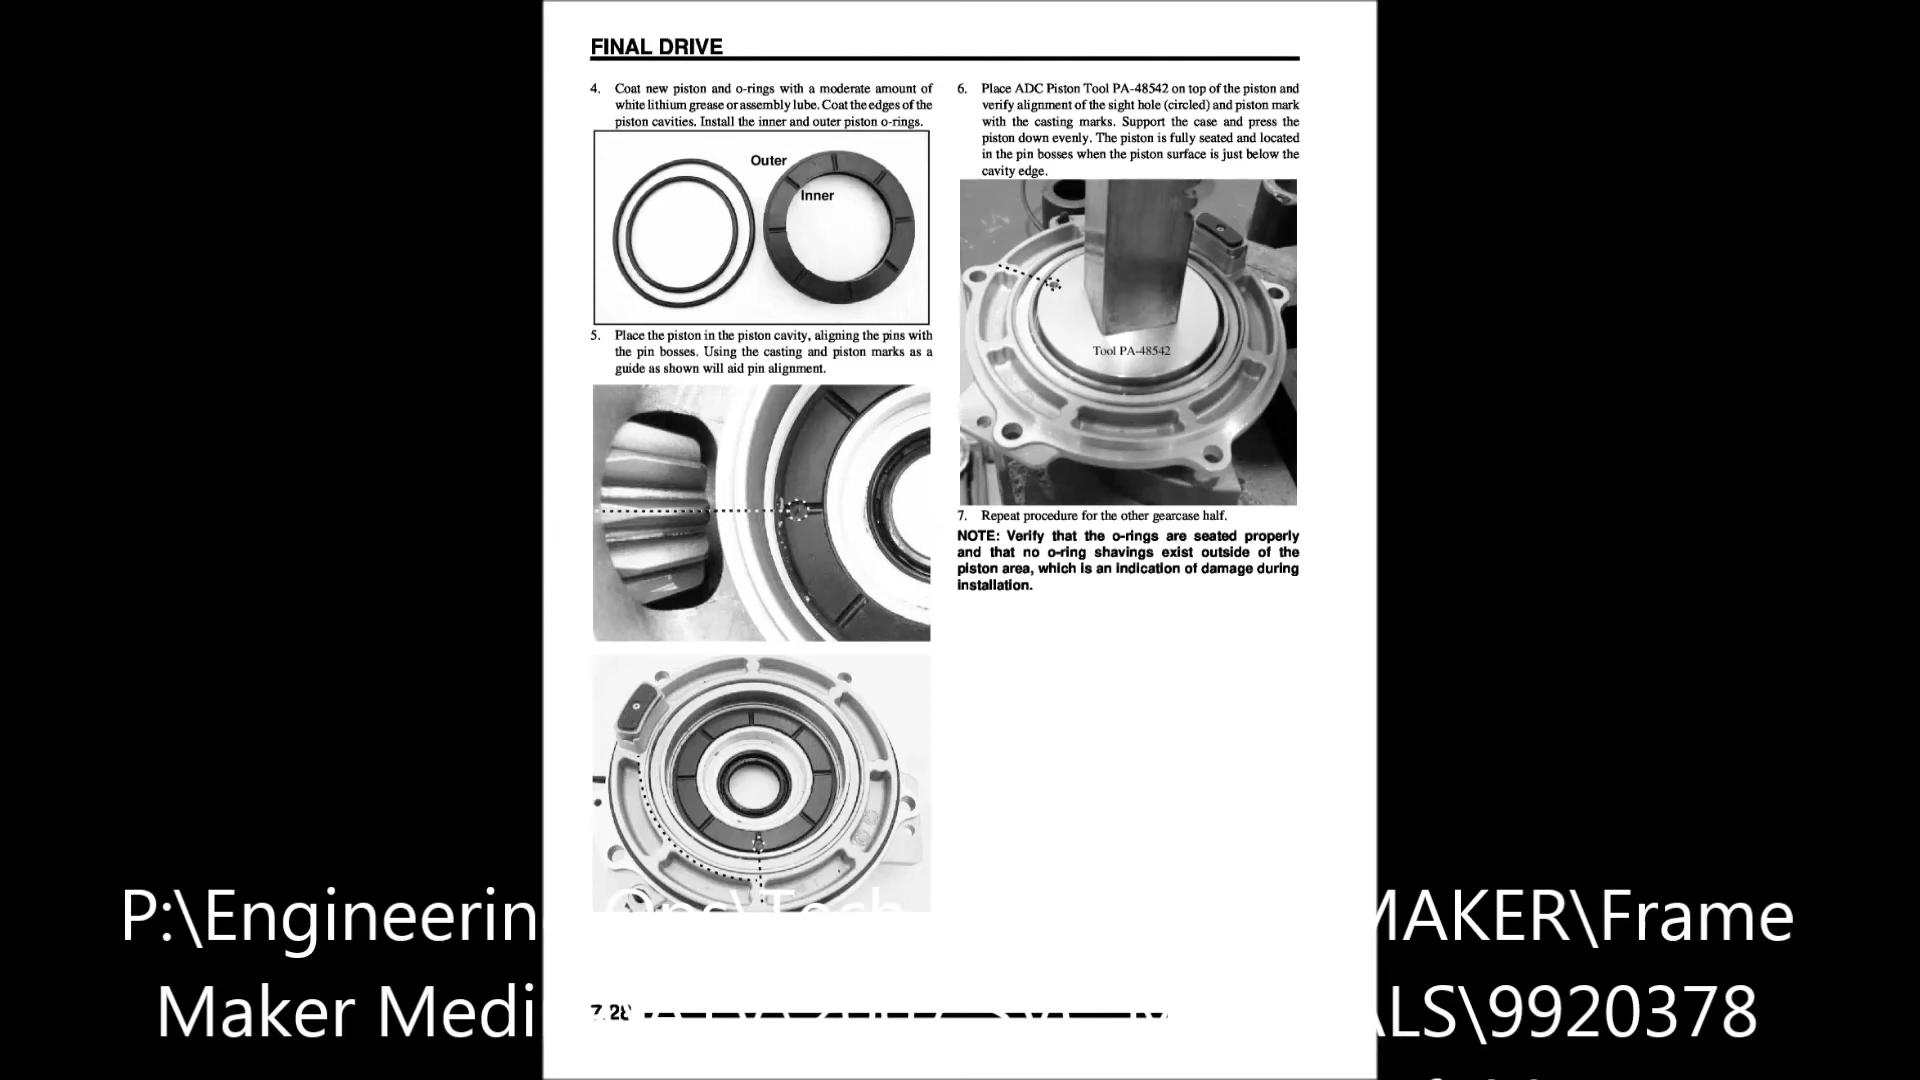 FINAL DRIVE
4. Coat new piston and o-rings with a moderate amount of
white lithium grease or assembly lube. Coat the edges of the
piston cavities. Install the inner and outer piston o-rings.
Outer
Inner
5. Place the piston in the piston cavity, aligning the pins with
the pin bosses. Using the casting and piston marks as a
guide as shown will aid pin alignment.
6. Place ADC Piston Tool PA-48542 on top of the piston and
verify alignment of the sight hole (circled) and piston mark
with the casting marks. Support the case and press the
piston down evenly. The piston is fully seated and located
in the pin bosses when the piston surface is just below the
cavity edge.
Tool PA-48542
7. Repeat procedure for the other gearcase half.
NOTE: Verify that the o-rings are seated properly
and that no o-ring shavings exist outside of the
piston area, which is an indication of damage during
installation.
7.28
P:\Engineerin Ops\Tech MAKER\Frame
Maker Medi ALS\9920378